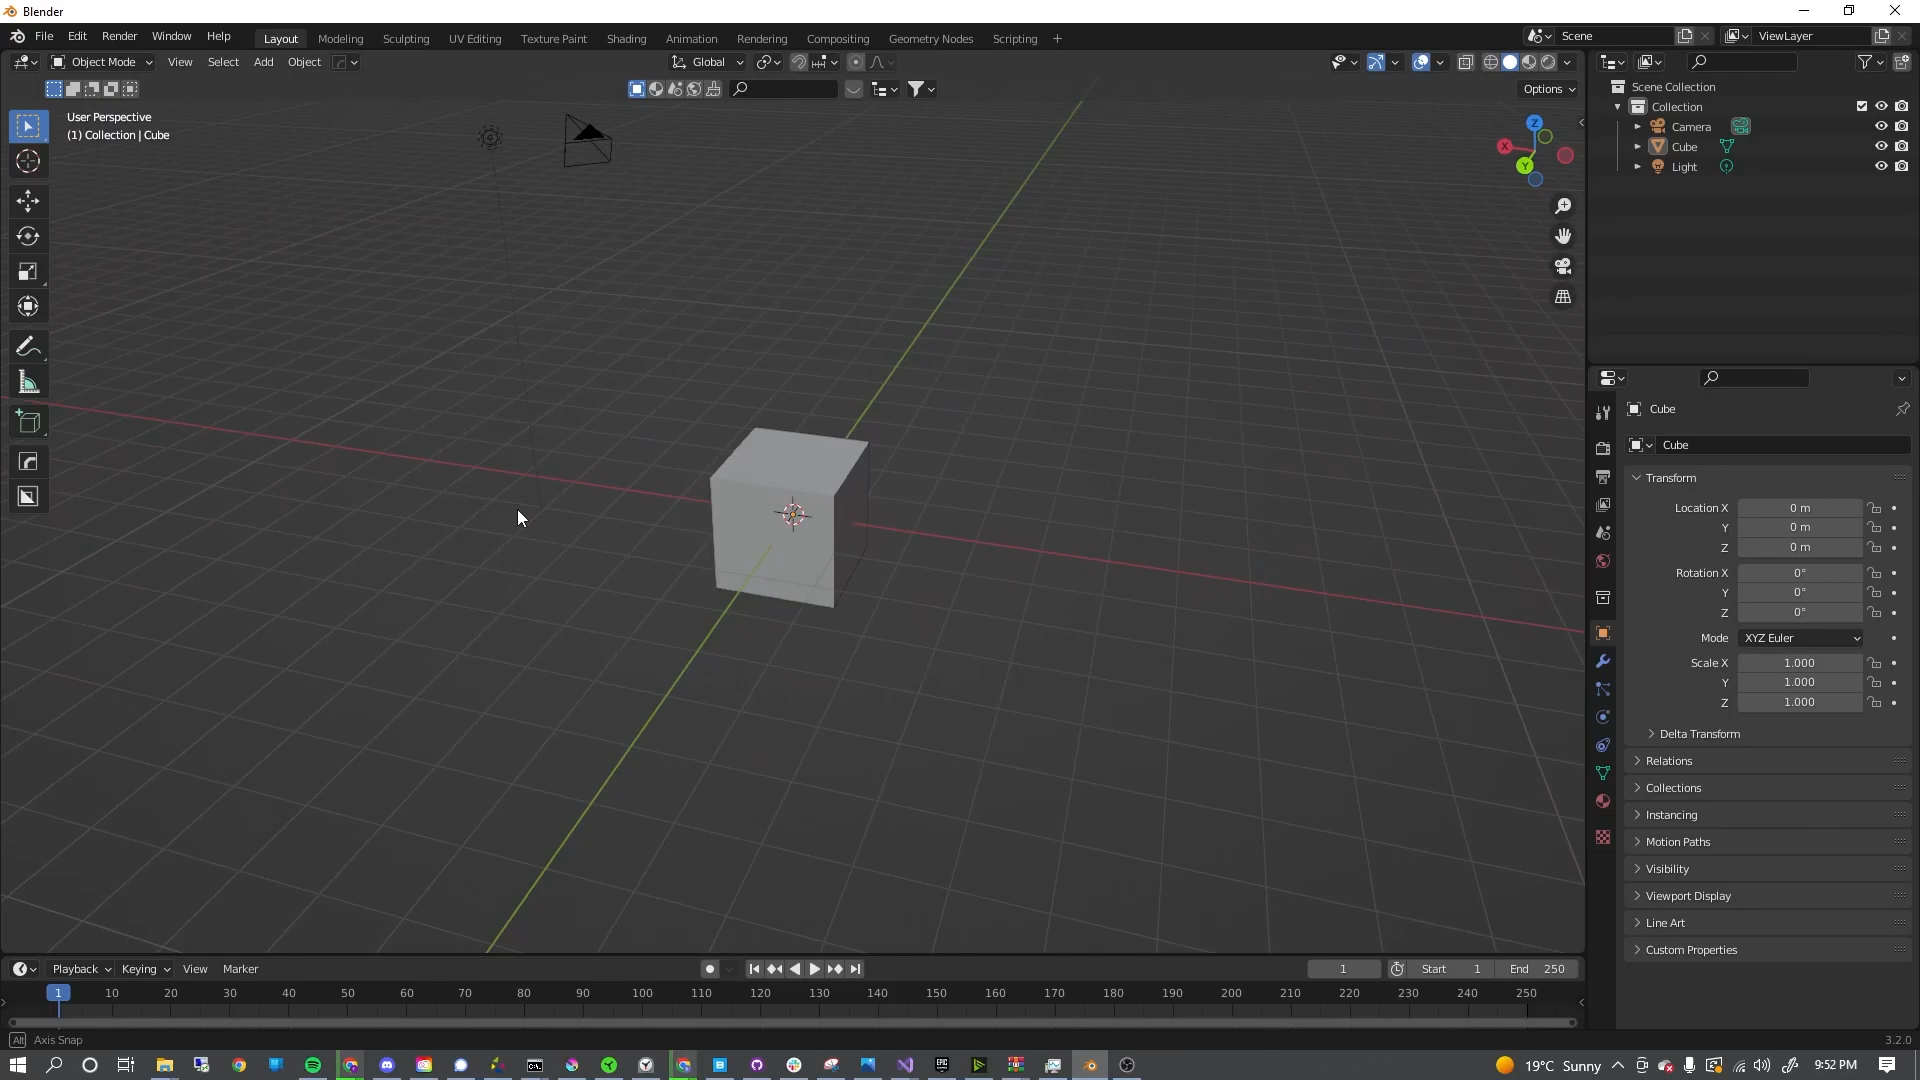 Blender
File Edit Render Window Help Layout Modeling Sculpting UV Editing Texture Paint Shading Animation Rendering Compositing Geometry Nodes Scripting + Scene ViewLayer
Object Mode View Select Add Object Global
Options
User Perspective
(1) Collection | Cube
Z
X
Y
Scene Collection
Collection
Camera
Cube
Light
Cube
Cube
Transform
Location X 0 m
Y 0 m
Z 0 m
Rotation X 0°
Y 0°
Z 0°
Mode XYZ Euler
Scale X 1.000
Y 1.000
Z 1.000
Delta Transform
Relations
Collections
Instancing
Motion Paths
Visibility
Viewport Display
Line Art
Custom Properties
Playback Keying View Marker 1 Start 1 End 250
1 10 20 30 40 50 60 70 80 90 100 110 120 130 140 150 160 170 180 190 200 210 220 230 240 250
Alt Axis Snap 3.2.0
19°C Sunny 9:52 PM